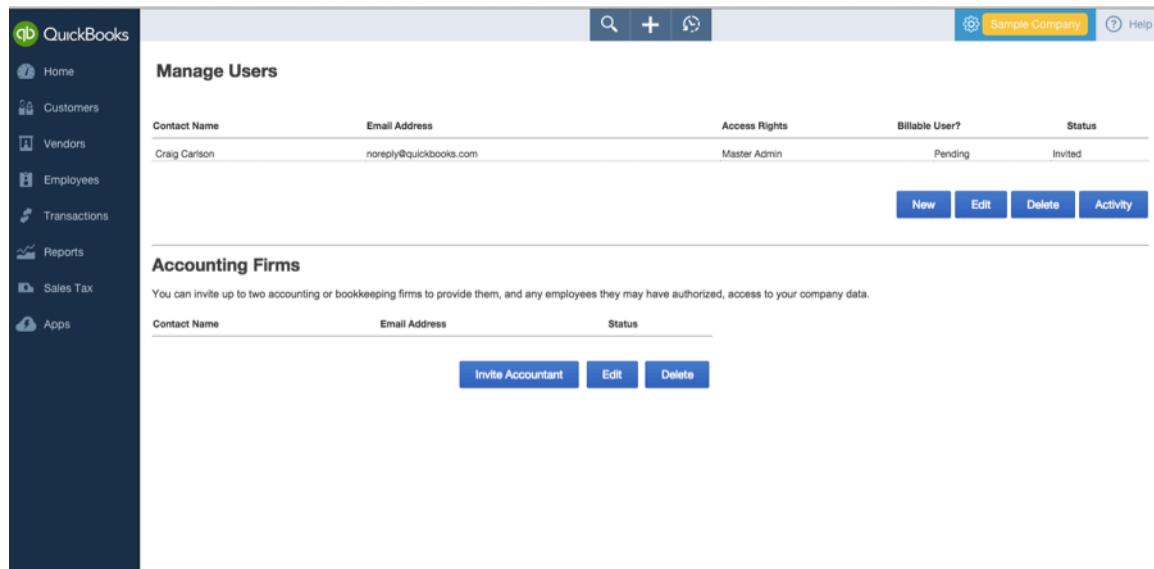 qb QuickBooks
Sample Company
Help
Home
Customers
Vendors
Employees
Transactions
Reports
Sales Tax
Apps
Manage Users
Contact Name Email Address Access Rights Billable User? Status
Craig Carlson noreply@quickbooks.com Master Admin Pending Invited
New Edit Delete Activity
Accounting Firms
You can invite up to two accounting or bookkeeping firms to provide them, and any employees they may have authorized, access to your company data.
Contact Name Email Address Status
Invite Accountant Edit Delete